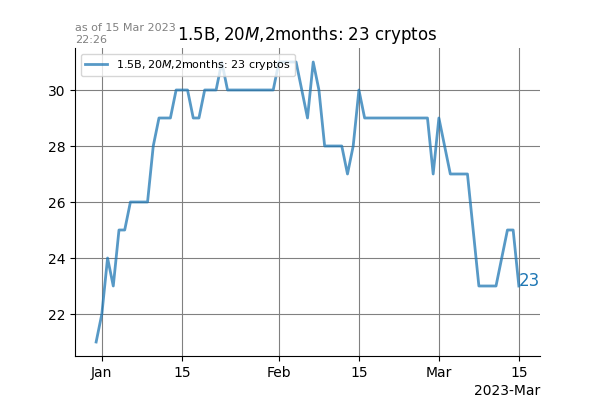 as of 15 Mar 2023
22:26
1.5B, 20M,2months: 23 cryptos
1.5B, 20M,2months: 23 cryptos
30
28
26
24
22
23
Jan 15 Feb 15 Mar 15
2023-Mar